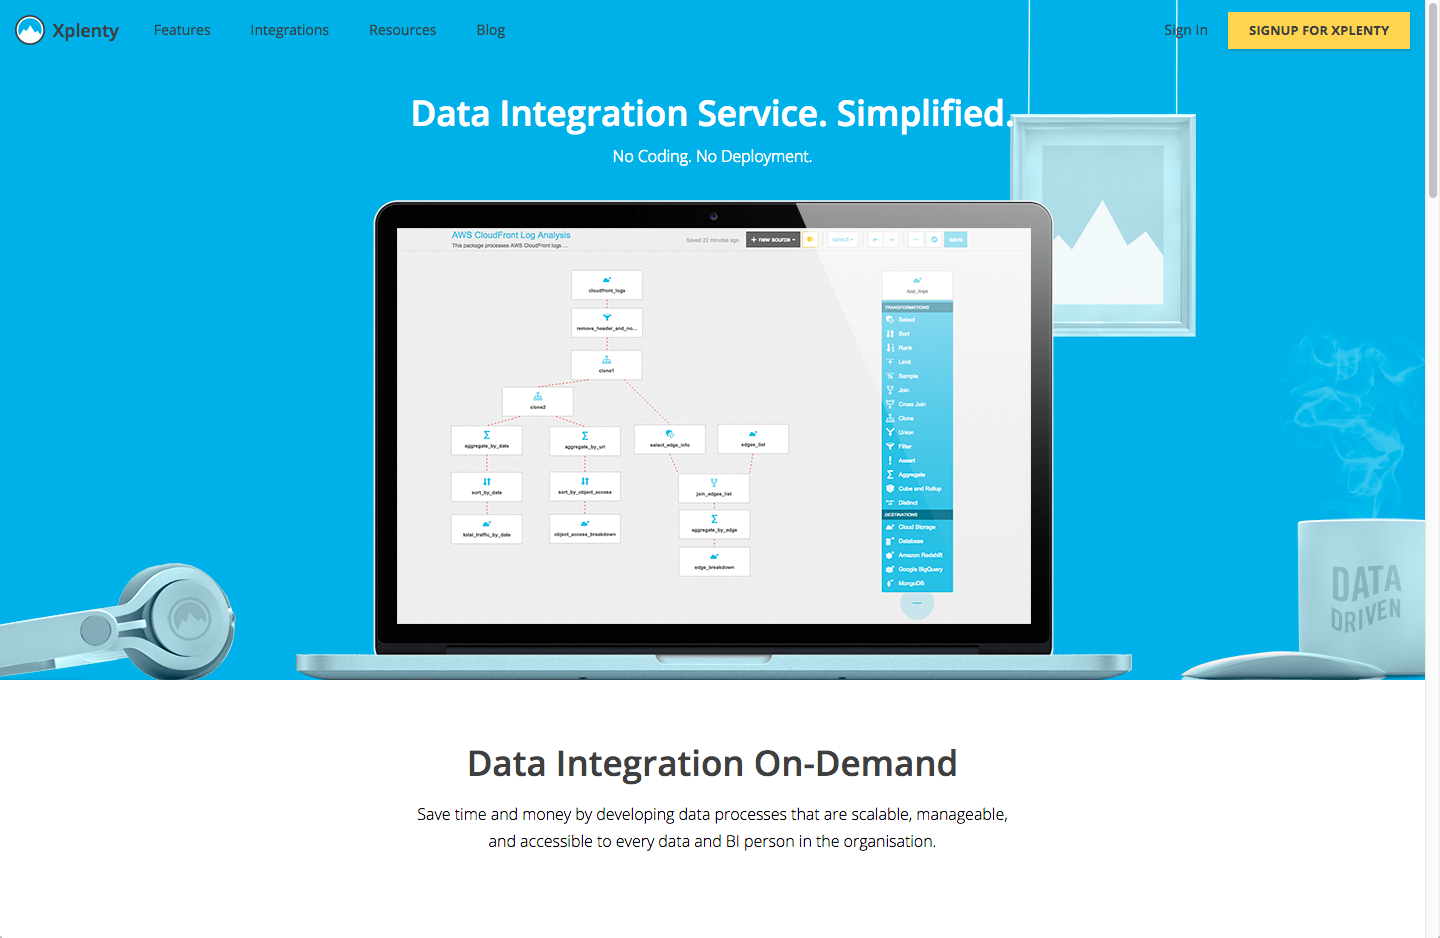 Xplenty
Features
Integrations
Resources
Blog
Sign In
SIGNUP FOR XPLENTY
Data Integration Service. Simplified.
No Coding. No Deployment.
AWS CloudFront Log Analysis
This package processes AWS CloudFront logs ...
Saved 22 minutes ago
+ new source
select
save
cloudfront_logs
remove_header_and_no...
clone1
clone2
aggregate_by_date
aggregate_by_url
select_edge_info
edges_list
sort_by_date
sort_by_object_access
join_edges_list
total_traffic_by_date
object_access_breakdown
aggregate_by_edge
edge_breakdown
app_logs
TRANSFORMATIONS
Select
Sort
Rank
Limit
Sample
Join
Cross Join
Clone
Union
Filter
Assert
Aggregate
Cube and Rollup
Distinct
DESTINATIONS
Cloud Storage
Database
Amazon Redshift
Google BigQuery
MongoDB
DATA
DRIVEN
Data Integration On-Demand
Save time and money by developing data processes that are scalable, manageable,
and accessible to every data and BI person in the organisation.